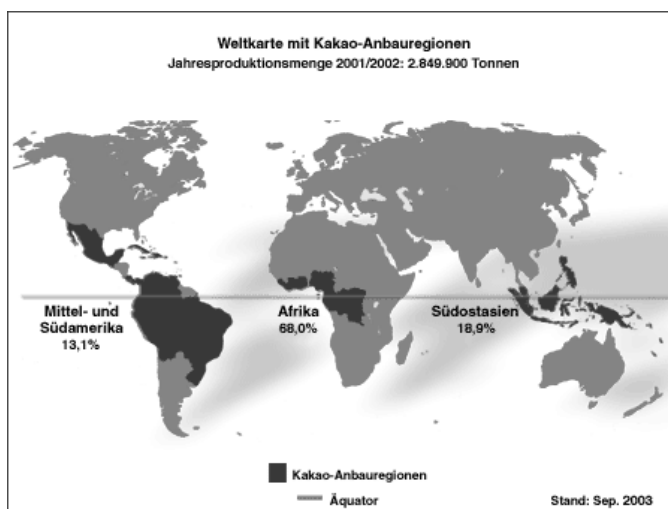 Weltkarte mit Kakao-Anbauregionen
Jahresproduktionsmenge 2001/2002: 2.849.900 Tonnen
Mittel- und
Südamerika
13,1%
Afrika
68,0%
Südostasien
18,9%
Kakao-Anbauregionen
Äquator
Stand: Sep. 2003